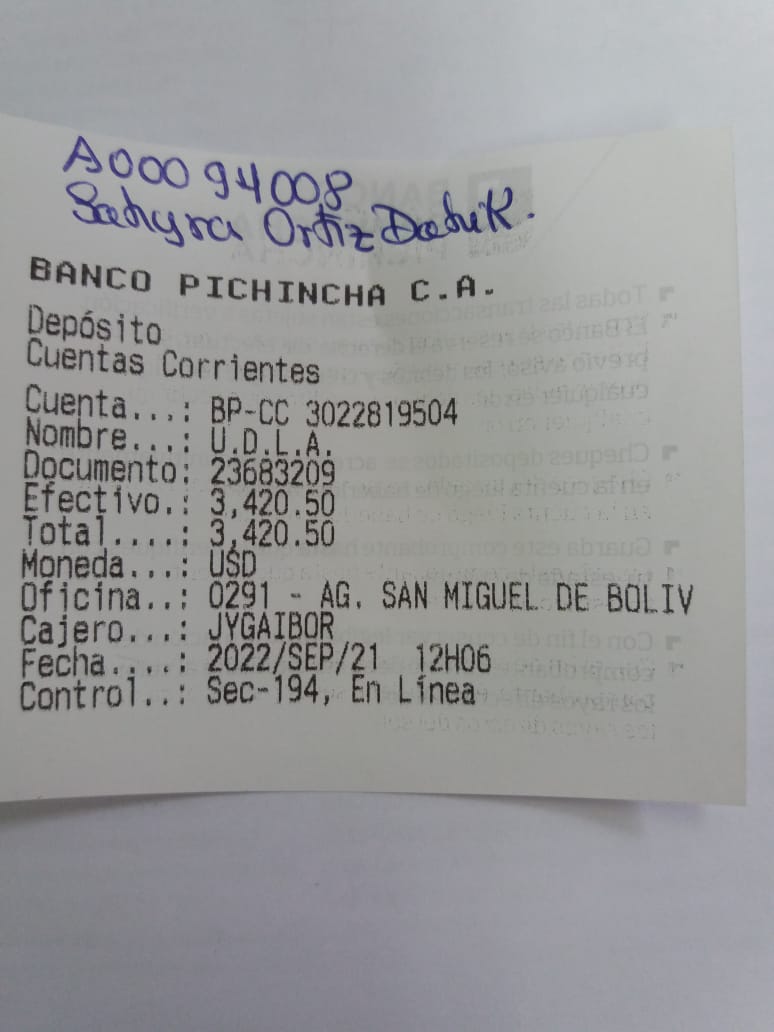 A00094008
Sahyra Ortiz
BANCO PICHINCHA C.A.
Depósito
Cuentas Corrientes
Cuenta...: BP-CC 3022819504
Nombre...: U.D.L.A.
Documento: 23683209
Efectivo.: 3,420.50
Total....: 3,420.50
Moneda...: USD
Oficina..: 0291 - AG. SAN MIGUEL DE BOLIV
Cajero...: JYGAIBOR
Fecha....: 2022/SEP/21 12H06
Control..: Sec-194, En Línea